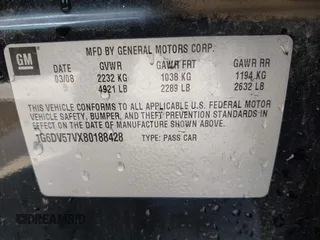 GM
MFD BY GENERAL MOTORS CORP.
DATE GVWR GAWR FRT GAWR RR
03/08 2232 KG 1038 KG 1194 KG
4921 LB 2289 LB 2632 LB
THIS VEHICLE CONFORMS TO ALL APPLICABLE U.S. FEDERAL MOTOR
VEHICLE SAFETY, BUMPER, AND THEFT PREVENTION STANDARDS
IN EFFECT ON THE DATE OF MANUFACTURE SHOWN ABOVE.
1G6DV57VX80188428 TYPE: PASS CAR